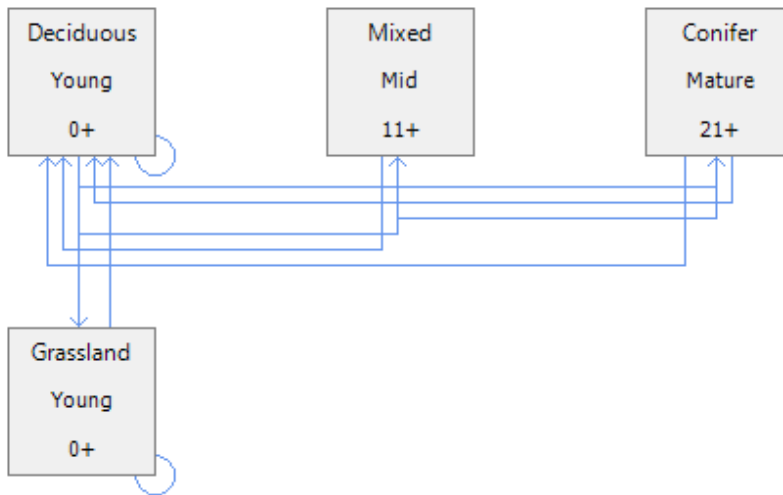 Deciduous
Young
0+
Mixed
Mid
11+
Conifer
Mature
21+
Grassland
Young
0+